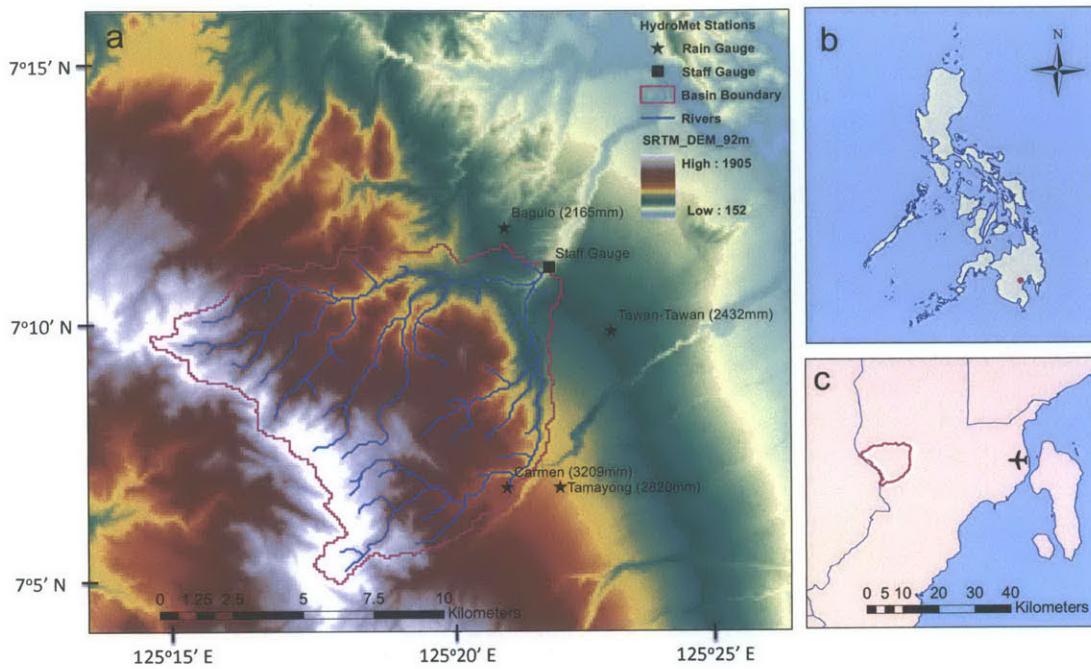 a
HydroMet Stations
Rain Gauge
Staff Gauge
Basin Boundary
Rivers
SRTM_DEM_92m
High : 1905
Low : 152
7°15' N
7°10' N
7°5' N
Baguio (2165mm)
Staff Gauge
Tawan-Tawan (2432mm)
Carmen (3209mm)
Tamayong (2820mm)
0 1.25 2.5 5 7.5 10
Kilometers
125°15' E 125°20' E 125°25' E
b
N
c
0 5 10 20 30 40
Kilometers